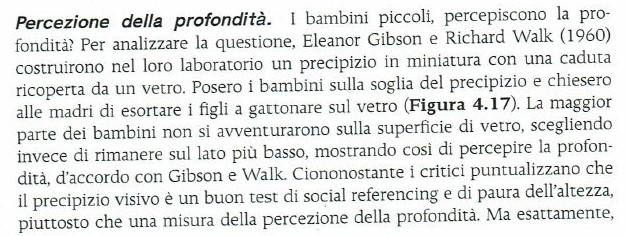 Percezione della profondità. I bambini piccoli, percepiscono la pro-
fondità? Per analizzare la questione, Eleanor Gibson e Richard Walk (1960)
costruirono nel loro laboratorio un precipizio in miniatura con una caduta
ricoperta da un vetro. Posero i bambini sulla soglia del precipizio e chiesero
alle madri di esortare i figli a gattonare sul vetro (Figura 4.17). La maggior
parte dei bambini non si avventurarono sulla superficie di vetro, scegliendo
invece di rimanere sul lato più basso, mostrando così di percepire la profon-
dità, d'accordo con Gibson e Walk. Ciononostante i critici puntualizzano che
il precipizio visivo è un buon test di social referencing e di paura dell'altezza,
piuttosto che una misura della percezione della profondità. Ma esattamente,